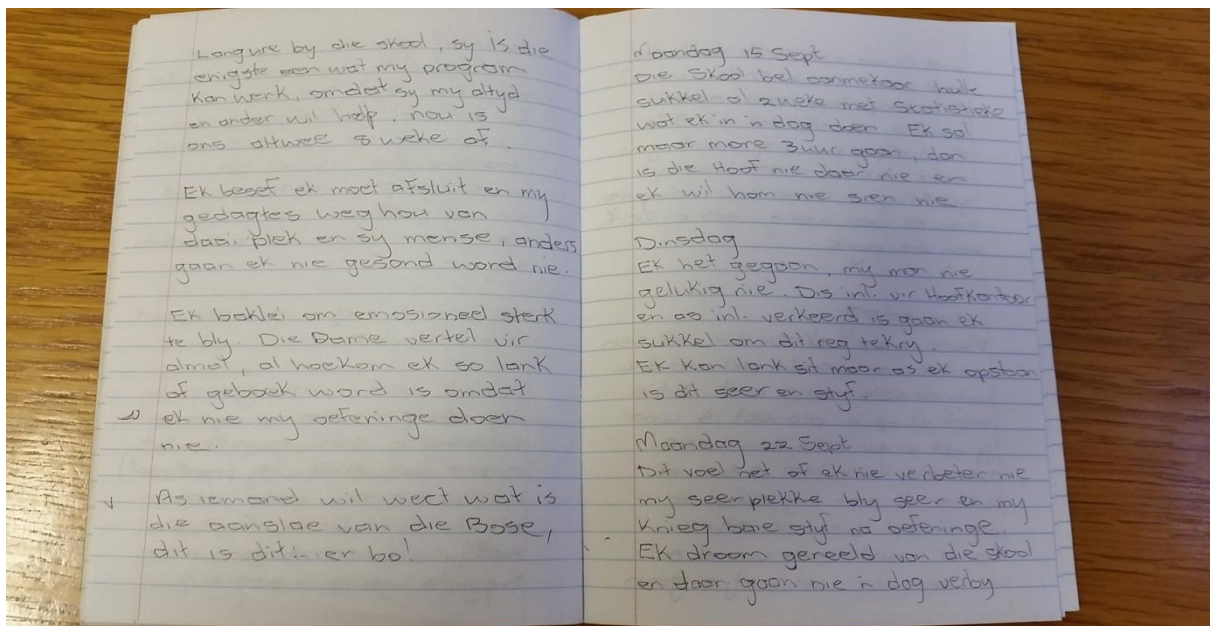 Longure by die skool, sy is die
enigste een wat my program
kan werk, omdat sy my altyd
en ander wil help. nou is
ons altwee 8 weke af.
Ek besef ek moet afsluit en my
gedagtes weg hou van
daai plek en sy mense, anders
gaan ek nie gesond word nie.
Ek baklei om emosioneel sterk
te bly. Die Dame vertel vir
almal, al hoekom ek so lank
af geboek word is omdat
ek nie my oefeninge doen
nie.
As iemand wil weet wat is
die aanslae van die Bose,
dit is dit hier bo!
Maandag 15 Sept
Die Skool bel aanmekaar hulle
sukkel al 2 weke met Statistieke
wat ek in 'n dag doen. Ek sal
maar more 3 uur gaan, dan
is die Hoof nie daar nie en
ek wil hom nie sien nie.
Dinsdag
Ek het gegaan, my man nie
gelukig nie. Dis inl. vir Hoofkantoor
en as inl. verkeerd is gaan ek
sukkel om dit reg te kry.
Ek kan lank sit maar as ek opstaan
is dit seer en styf.
Maandag 22 Sept
Dit voel net of ek nie verbeter nie
my seer plekke bly seer en my
Knieg baie styf na oefeninge.
Ek droom gereeld van die skool
en daar gaan nie 'n dag verby